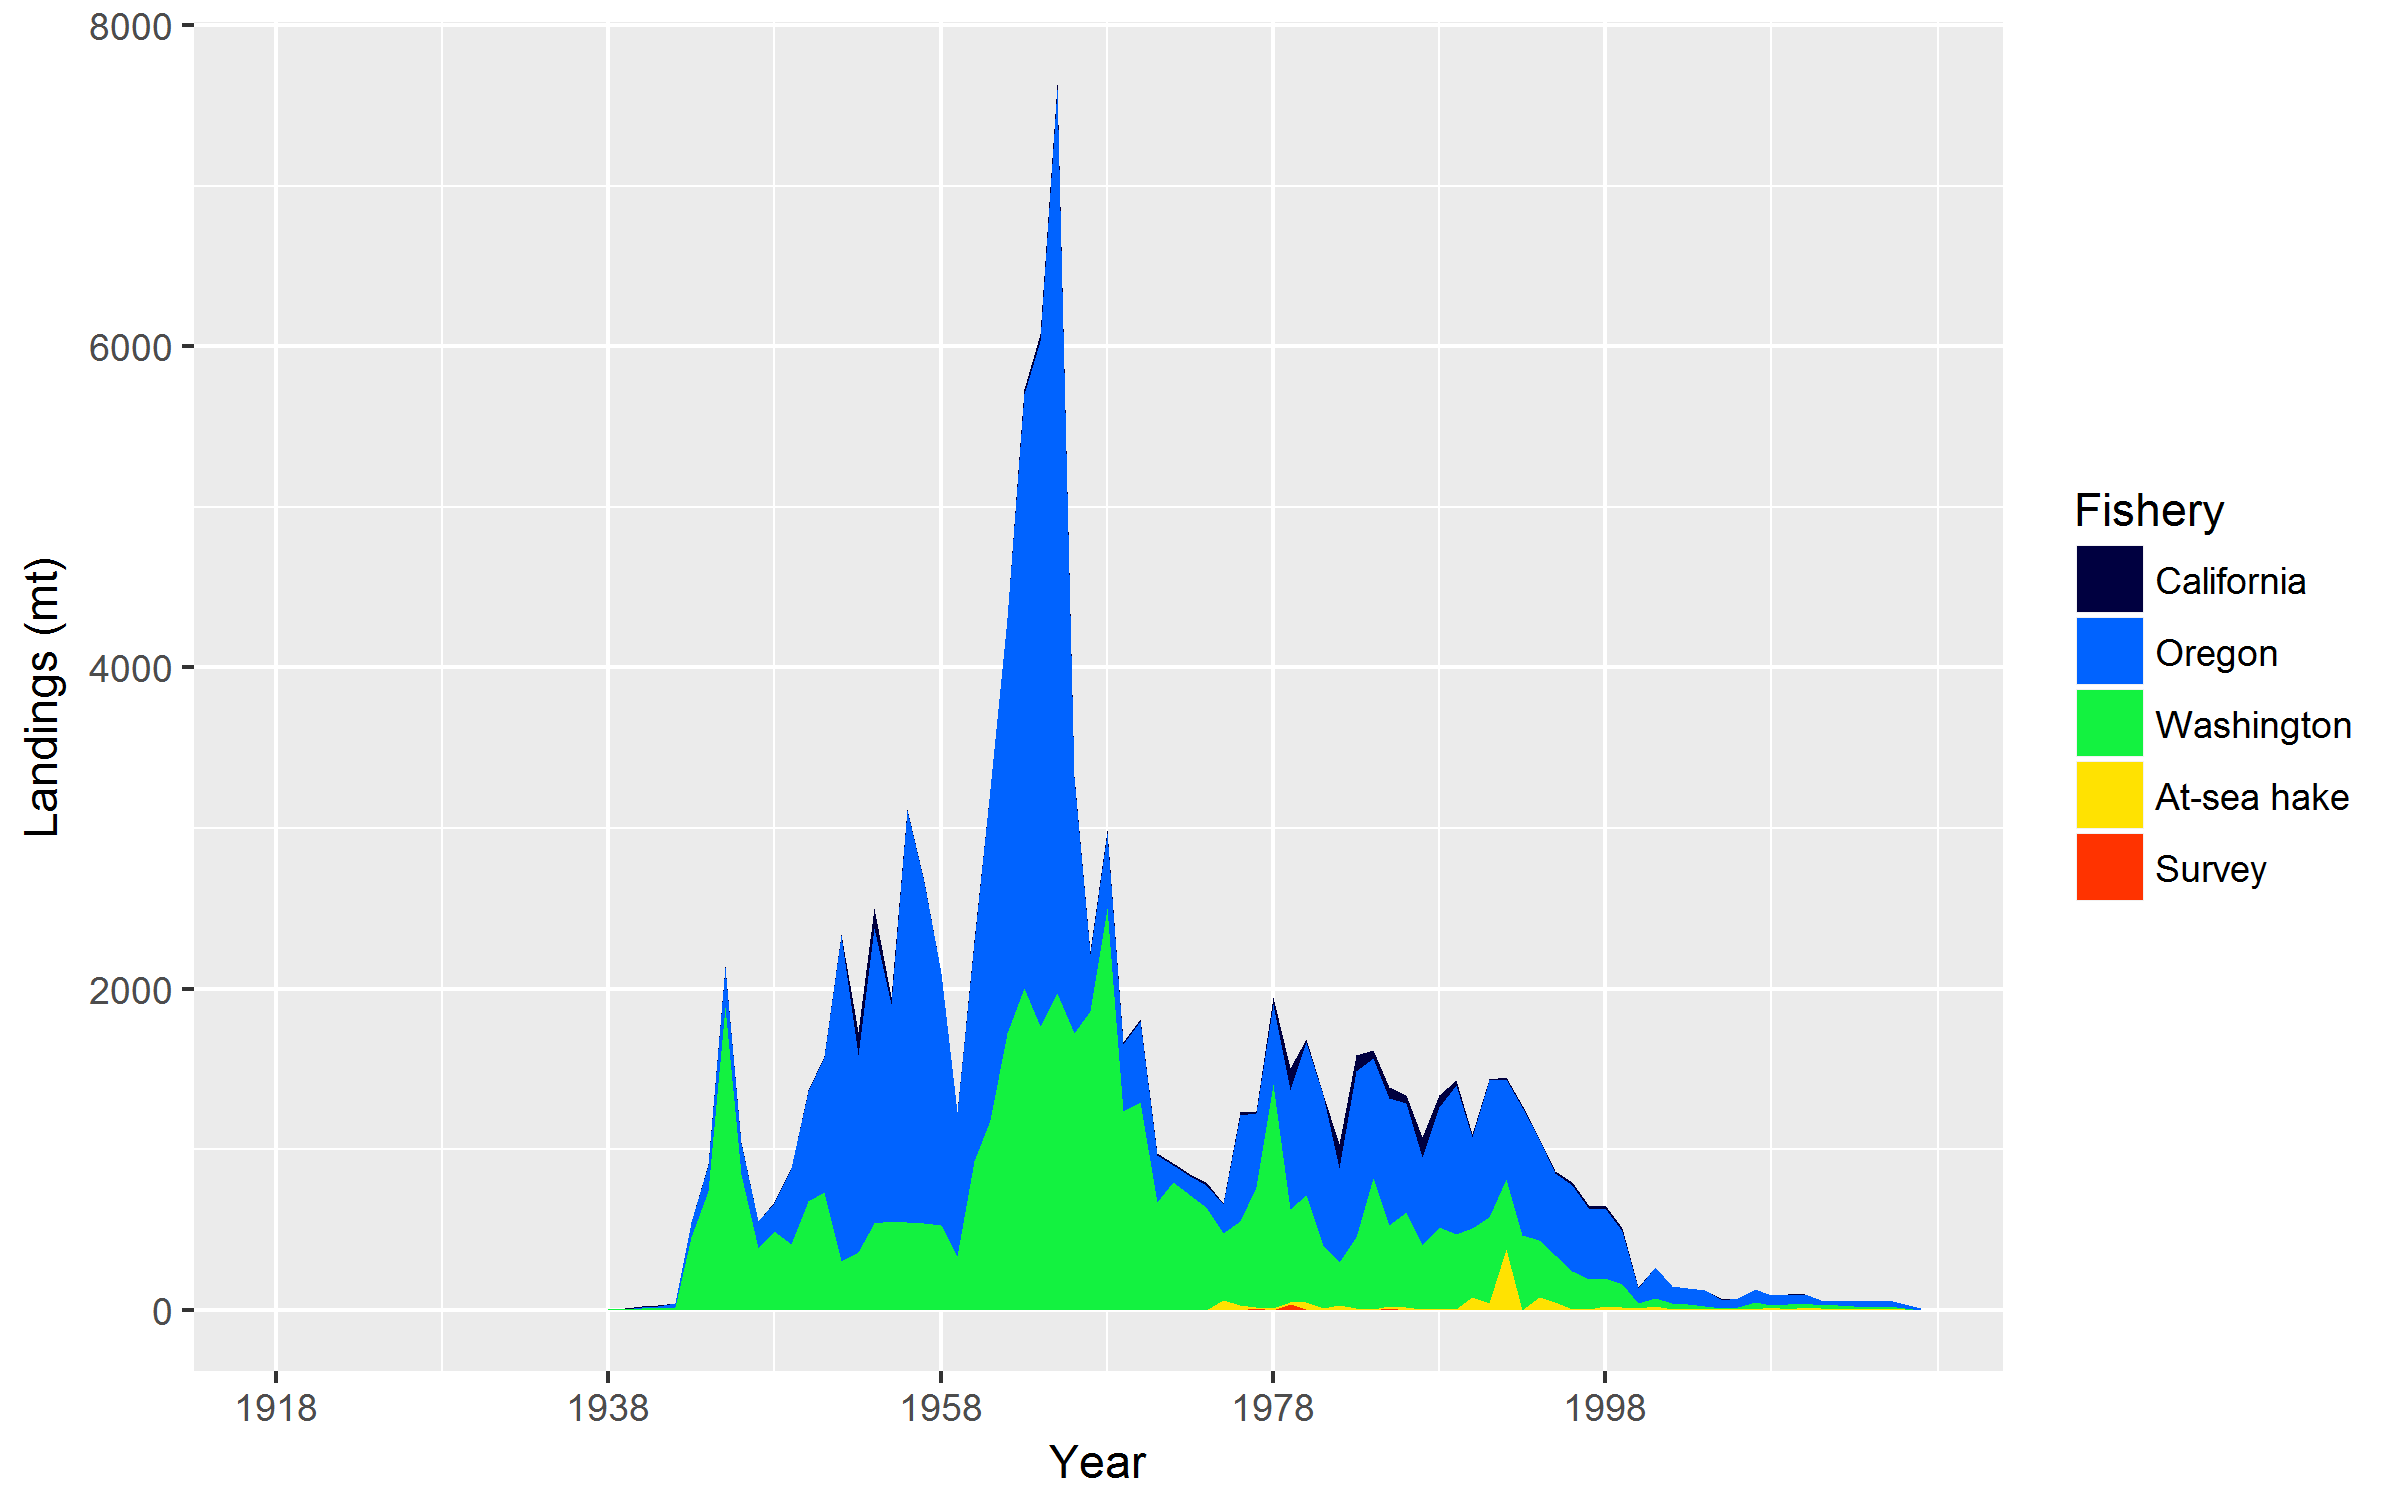 8000
6000
4000
2000
0
Landings (mt)
1918
1938
1958
1978
1998
Year
Fishery
California
Oregon
Washington
At-sea hake
Survey